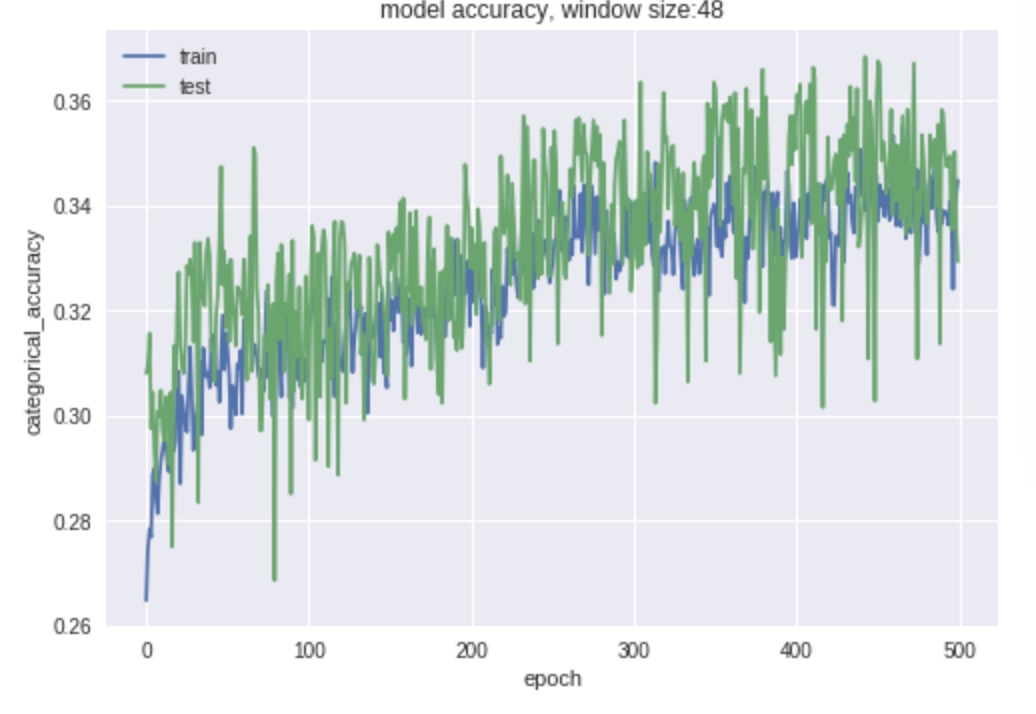 model accuracy, window size:48
train
test
categorical_accuracy
0.36
0.34
0.32
0.30
0.28
0.26
0 100 200 300 400 500
epoch